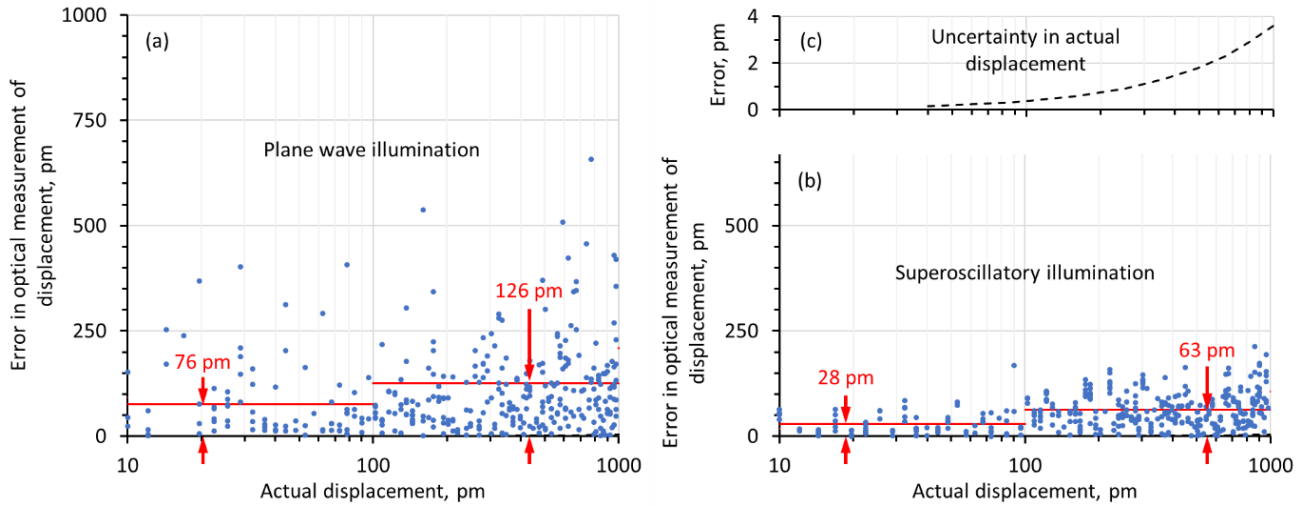 (a)
1000
750
500
250
0
Error in optical measurement of
displacement, pm
Plane wave illumination
76 pm
126 pm
10
100
1000
Actual displacement, pm
(c)
4
2
0
Error, pm
Uncertainty in actual
displacement
(b)
500
250
0
Error in optical measurement of
displacement, pm
Superoscillatory illumination
28 pm
63 pm
10
100
1000
Actual displacement, pm